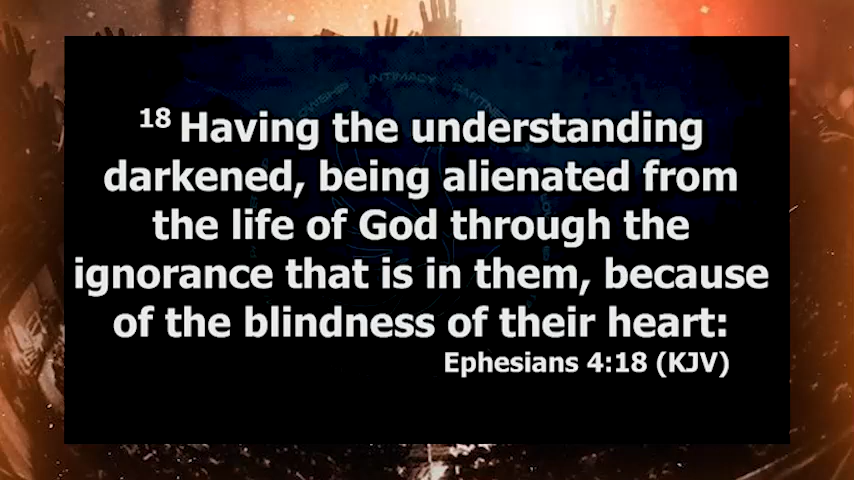 INTIMACY
18 Having the understanding
darkened, being alienated from
the life of God through the
ignorance that is in them, because
of the blindness of their heart:
Ephesians 4:18 (KJV)